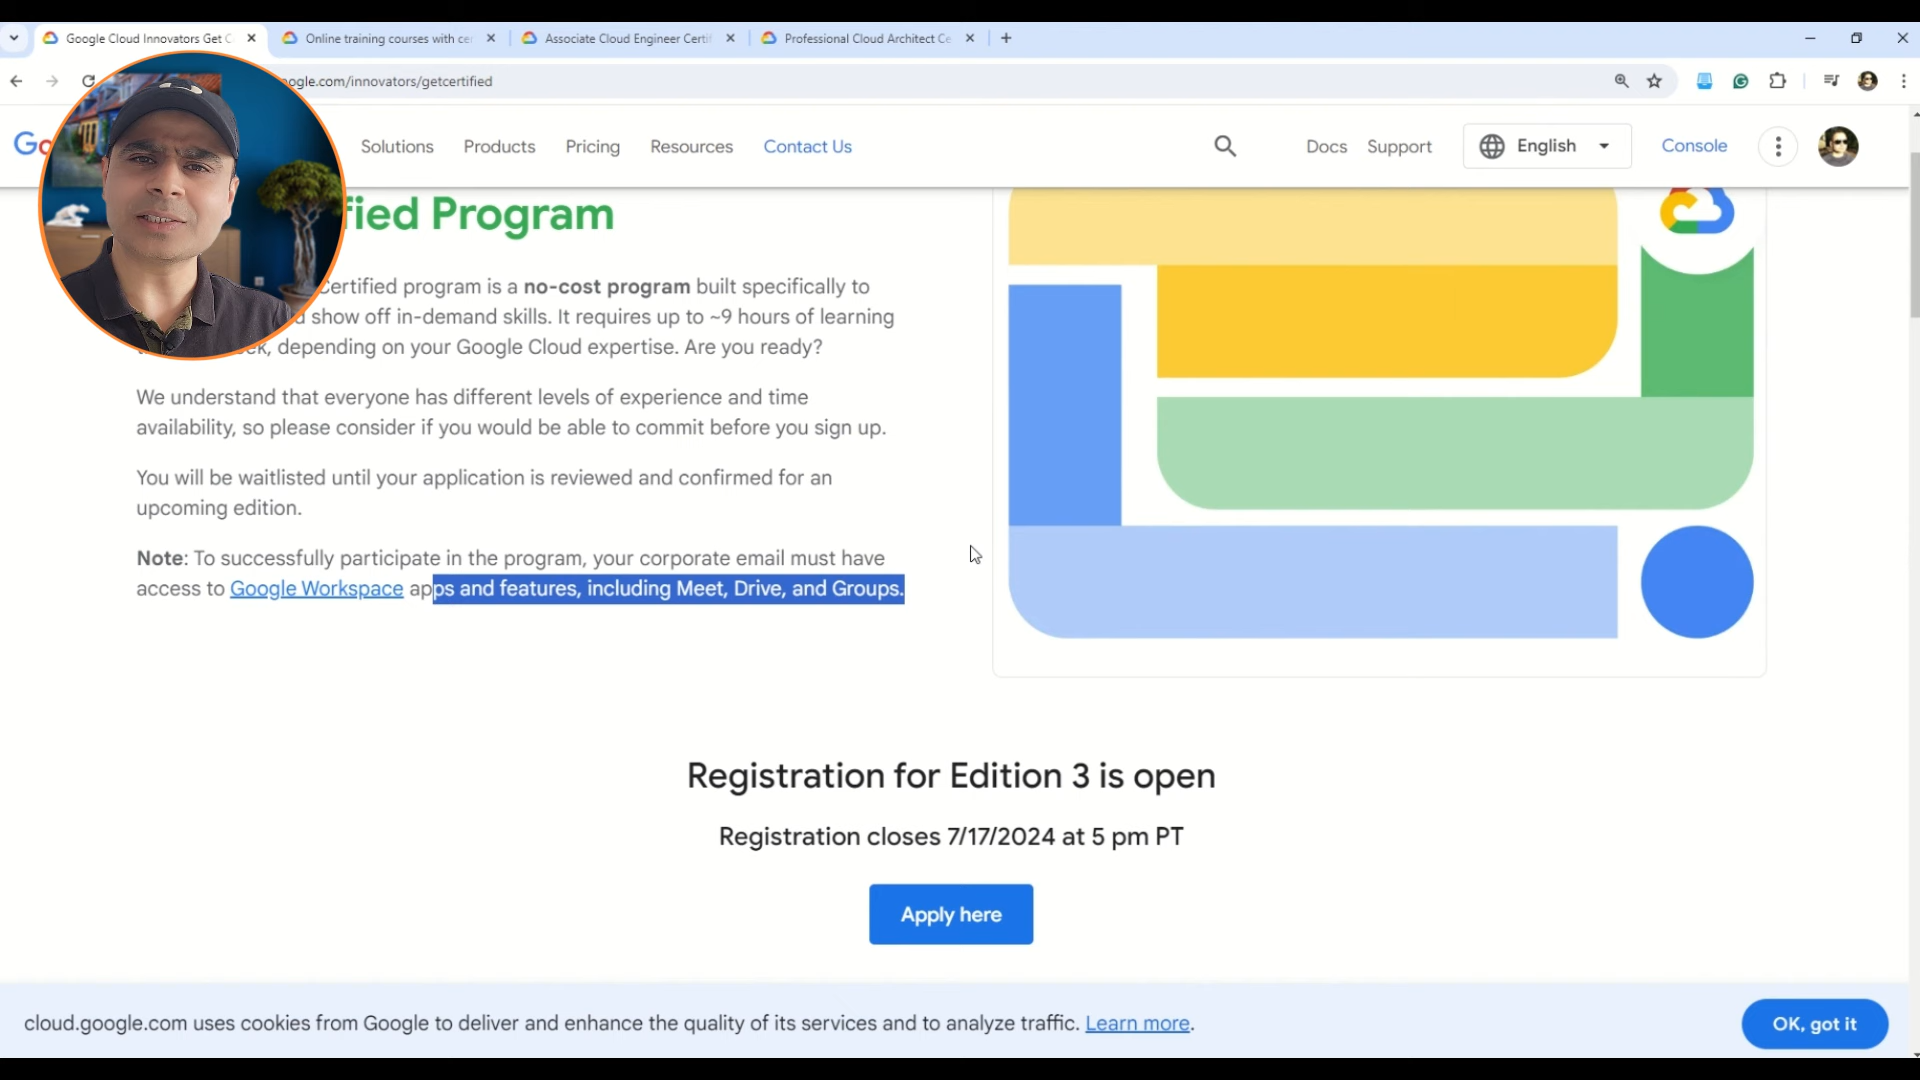 Google Cloud Innovators Get C
Online training courses with cer
Associate Cloud Engineer Certif
Professional Cloud Architect Ce
ogle.com/innovators/getcertified
Solutions
Products
Pricing
Resources
Contact Us
Docs
Support
English
Console
fied Program
Certified program is a no-cost program built specifically to
show off in-demand skills. It requires up to ~9 hours of learning
depending on your Google Cloud expertise. Are you ready?
We understand that everyone has different levels of experience and time
availability, so please consider if you would be able to commit before you sign up.
You will be waitlisted until your application is reviewed and confirmed for an
upcoming edition.
Note: To successfully participate in the program, your corporate email must have
access to Google Workspace apps and features, including Meet, Drive, and Groups.
Registration for Edition 3 is open
Registration closes 7/17/2024 at 5 pm PT
Apply here
cloud.google.com uses cookies from Google to deliver and enhance the quality of its services and to analyze traffic. Learn more.
OK, got it